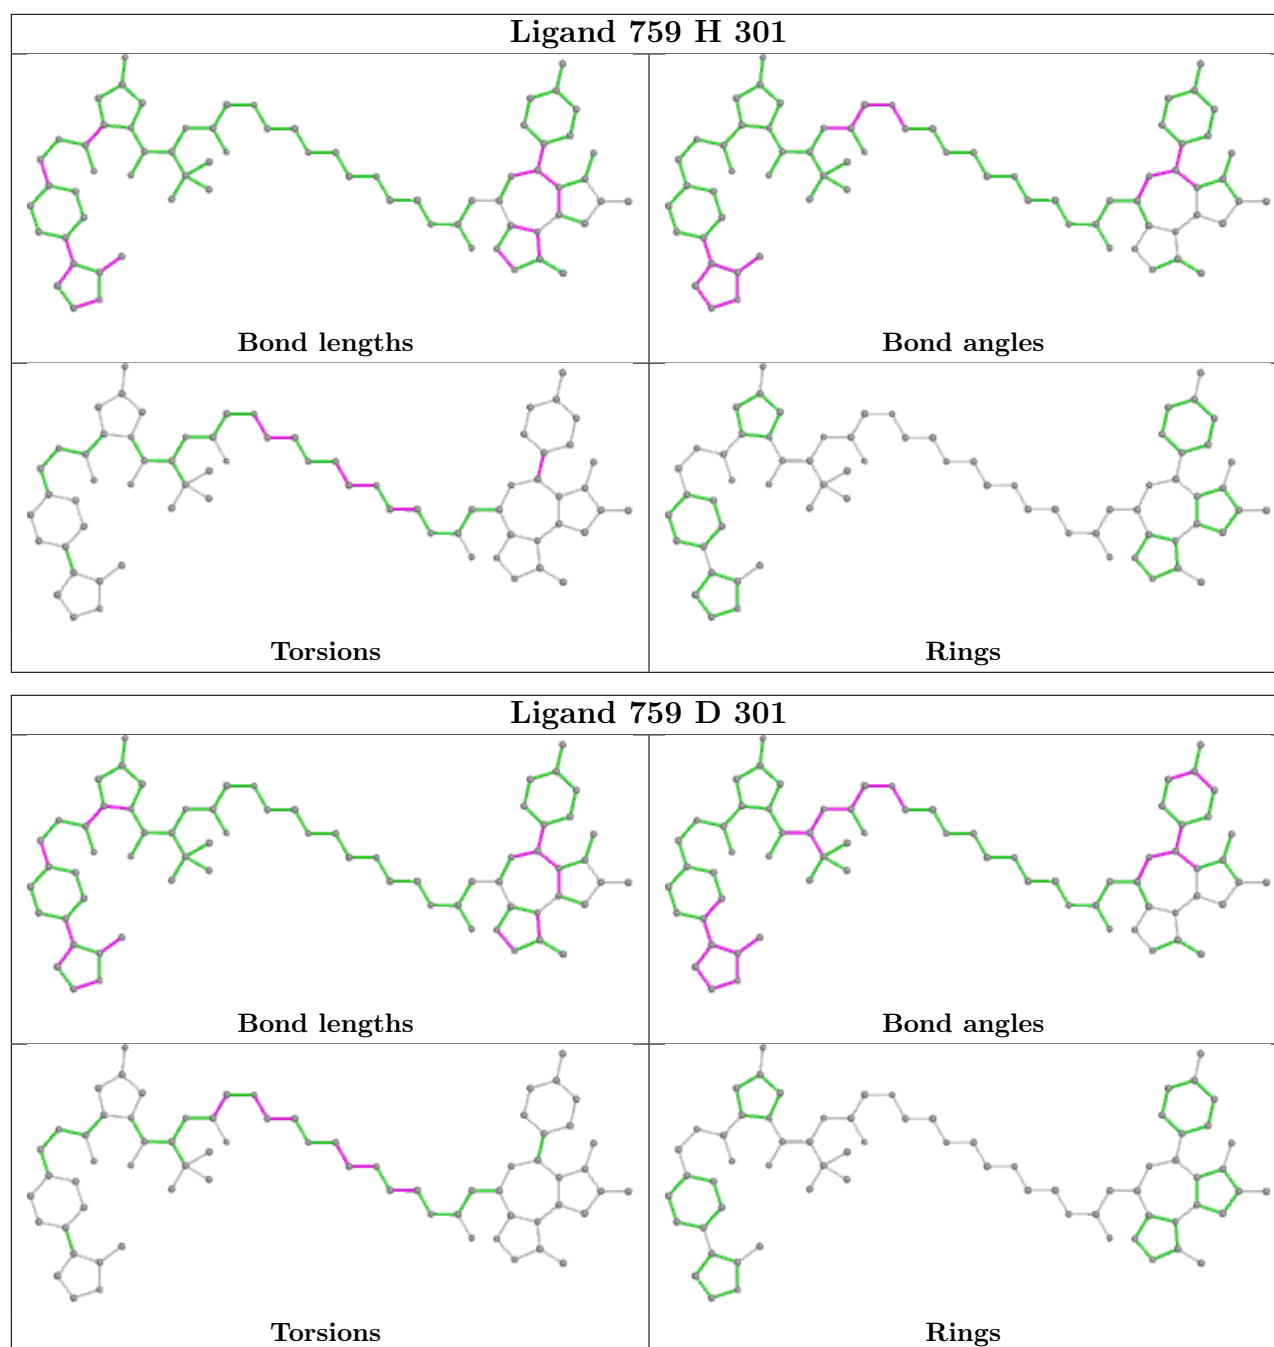 Ligand 759 H 301
Bond lengths
Bond angles
Torsions
Rings
Ligand 759 D 301
Bond lengths
Bond angles
Torsions
Rings